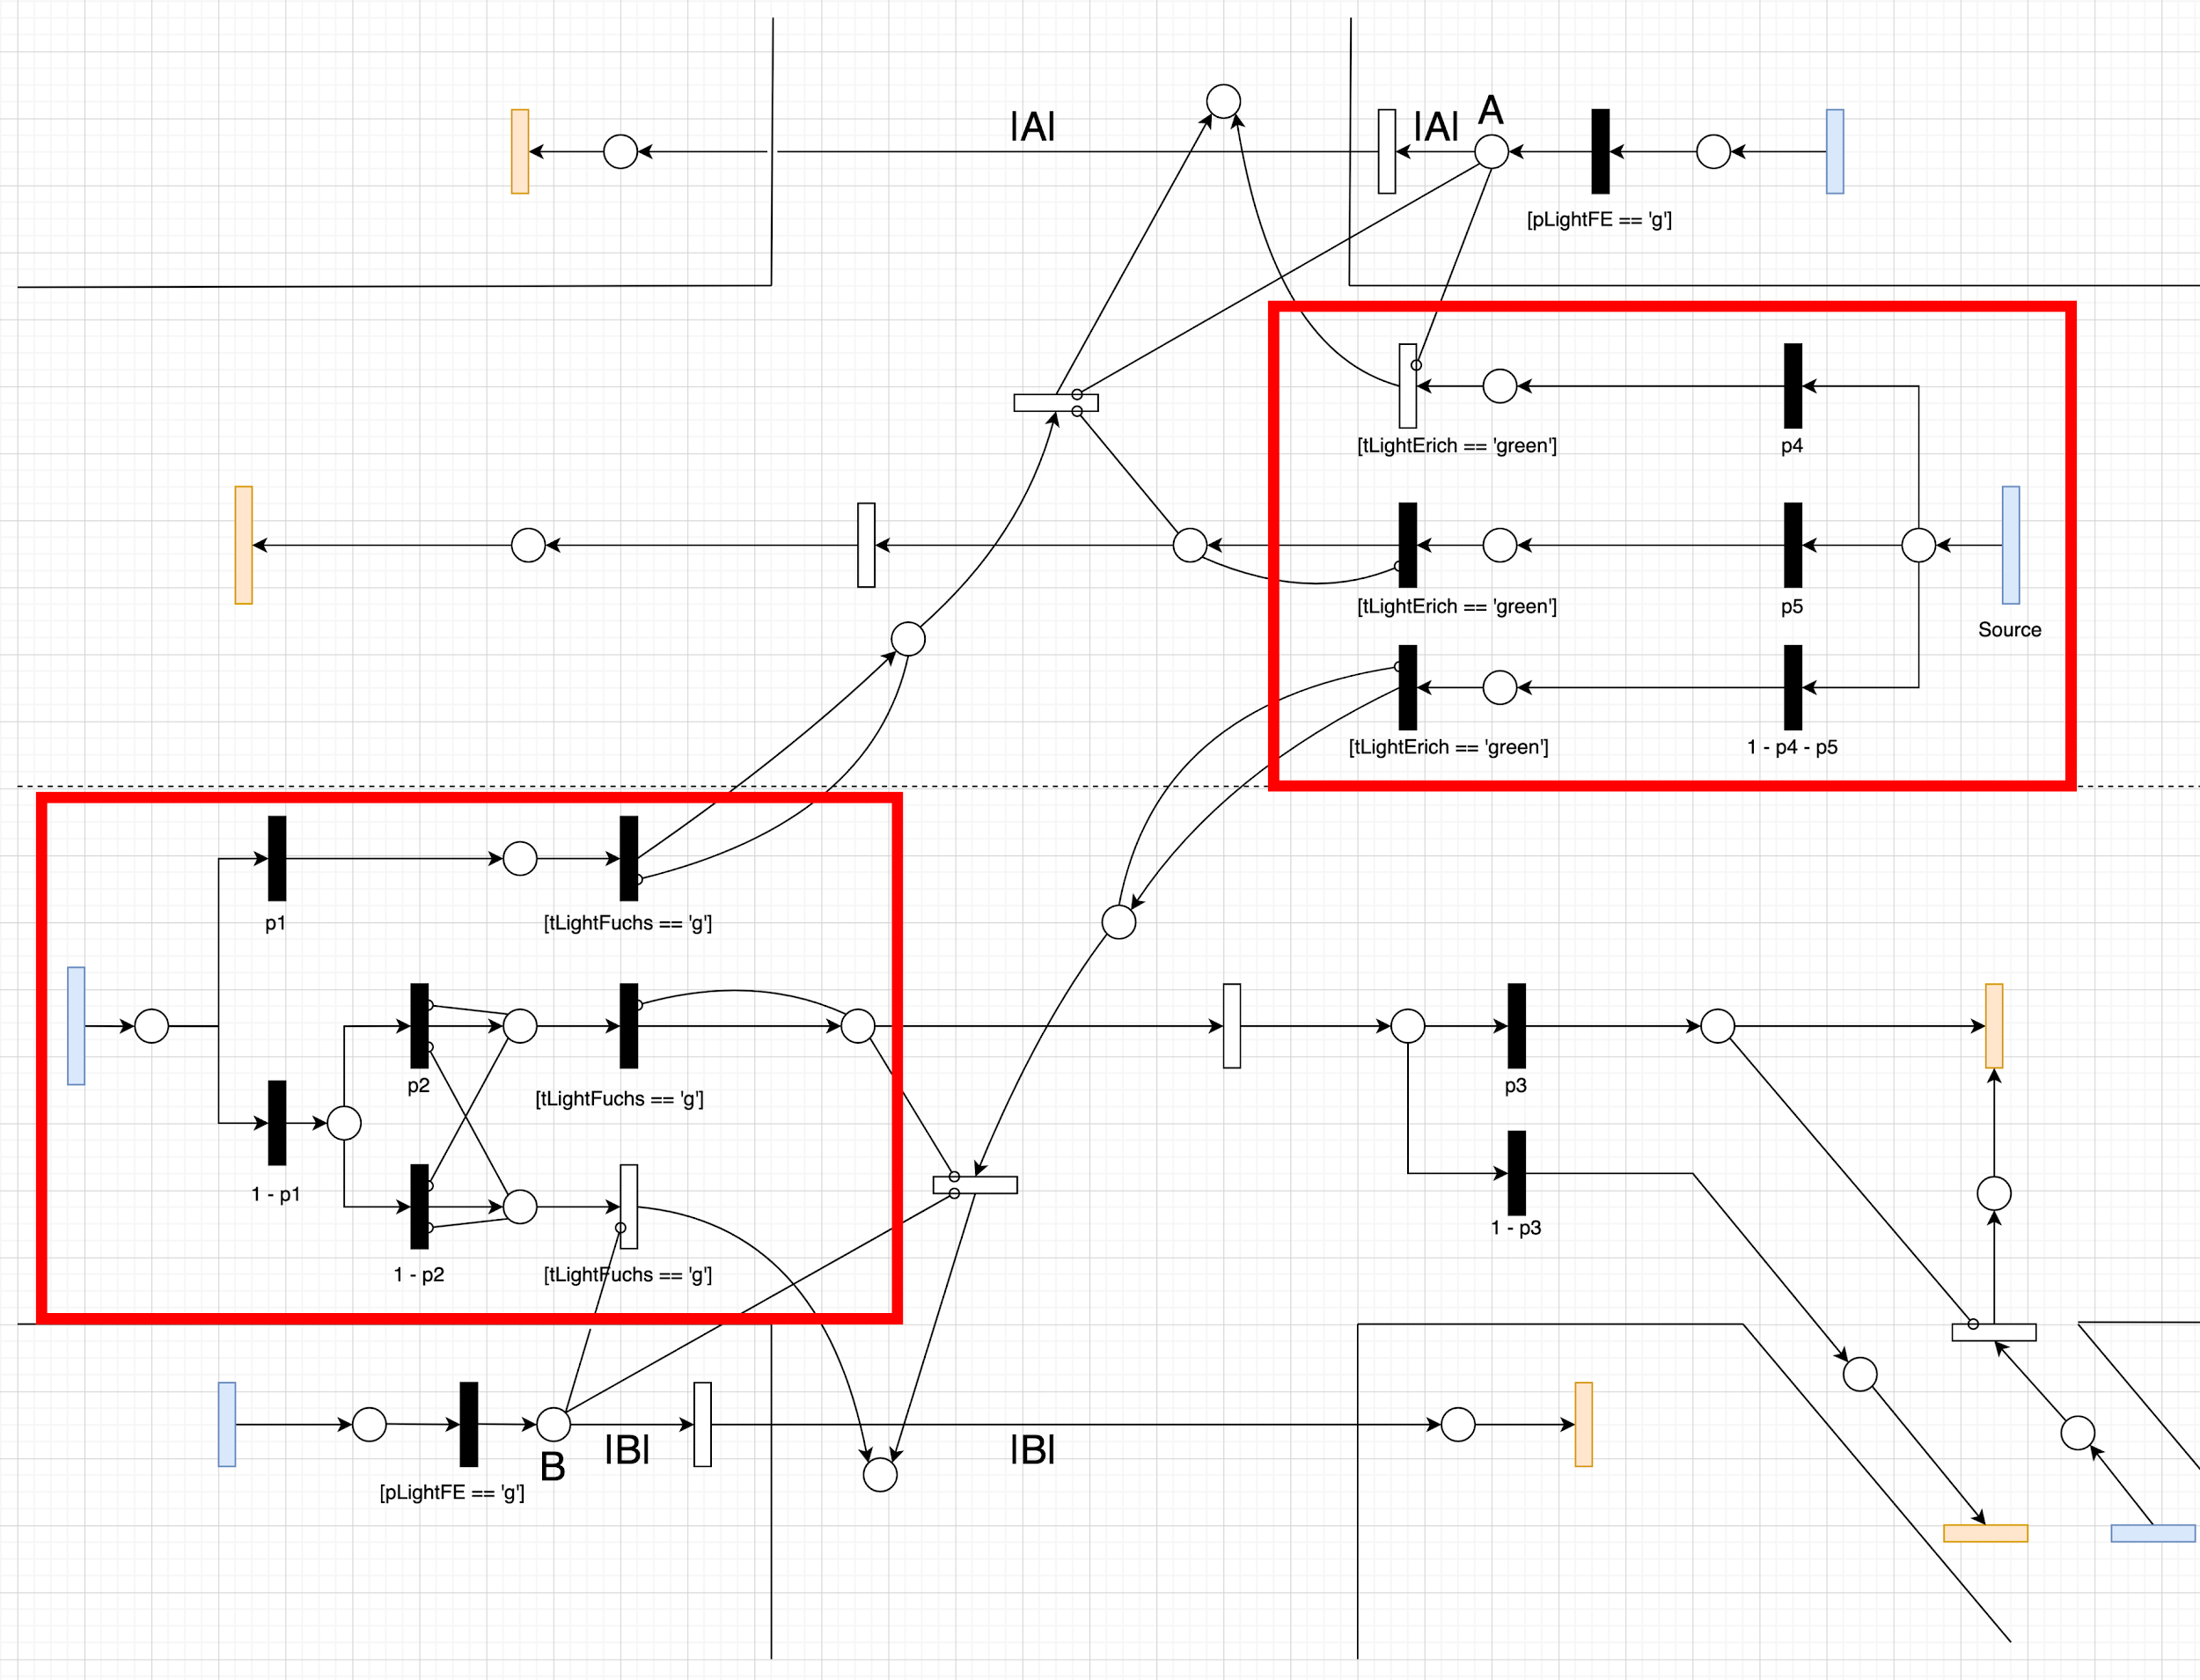 |A|
|A|
A
[pLightFE == 'g']
[tLightErich == 'green']
p4
[tLightErich == 'green']
p5
Source
[tLightErich == 'green']
1 - p4 - p5
p1
[tLightFuchs == 'g']
p2
[tLightFuchs == 'g']
p3
1 - p1
1 - p3
1 - p2
[tLightFuchs == 'g']
B
|B|
|B|
[pLightFE == 'g']